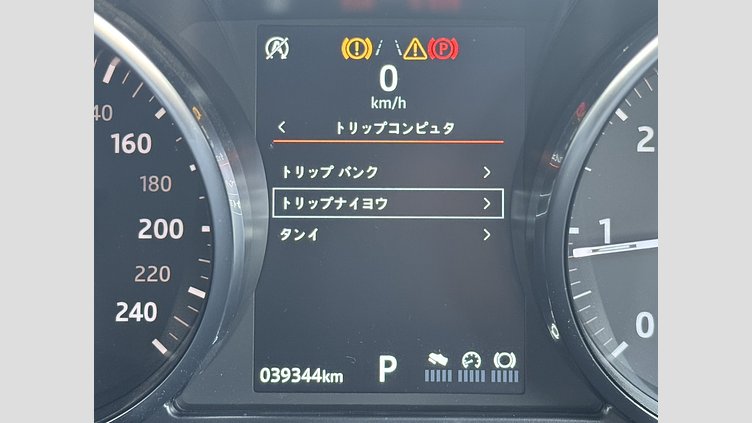 0
km/h
トリップコンピュタ
トリップ バンク
トリップナイヨウ
タンイ
039344km
P
40
160
180
200
220
240
2
1
0
A
P